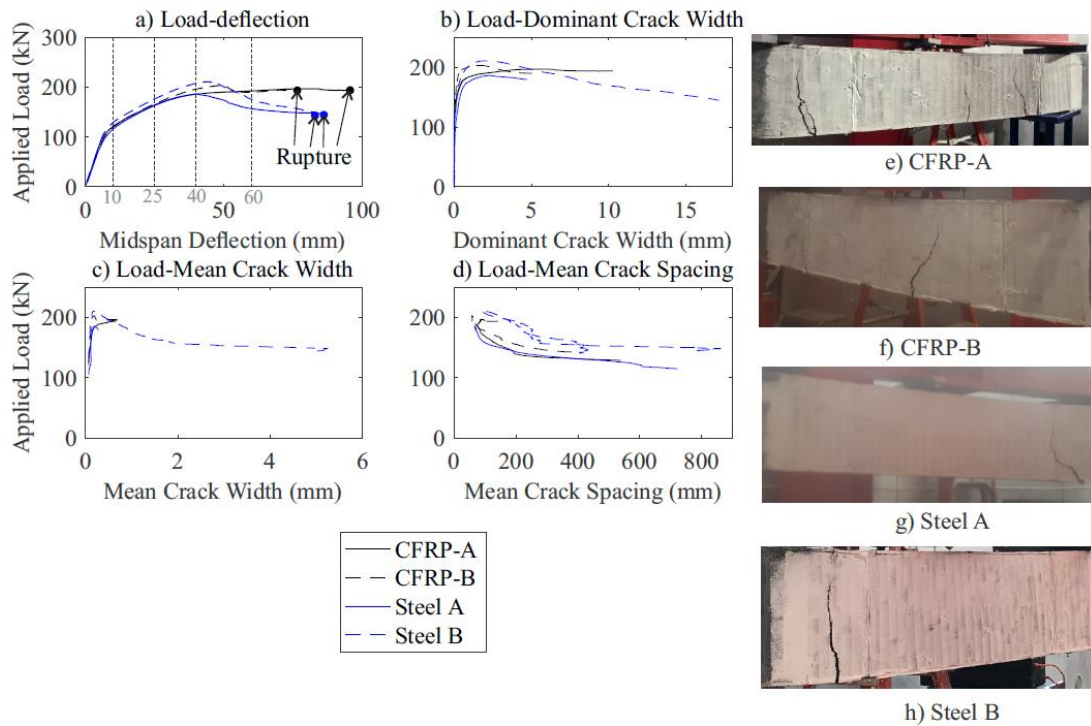 a) Load-deflection
Applied Load (kN)
300
200
100
0
10
25
40
60
Rupture
0
50
100
Midspan Deflection (mm)
b) Load-Dominant Crack Width
200
100
0
0
5
10
15
Dominant Crack Width (mm)
c) Load-Mean Crack Width
Applied Load (kN)
200
100
0
0
2
4
6
Mean Crack Width (mm)
d) Load-Mean Crack Spacing
200
100
0
0
200
400
600
800
Mean Crack Spacing (mm)
CFRP-A
CFRP-B
Steel A
Steel B
e) CFRP-A
f) CFRP-B
g) Steel A
h) Steel B